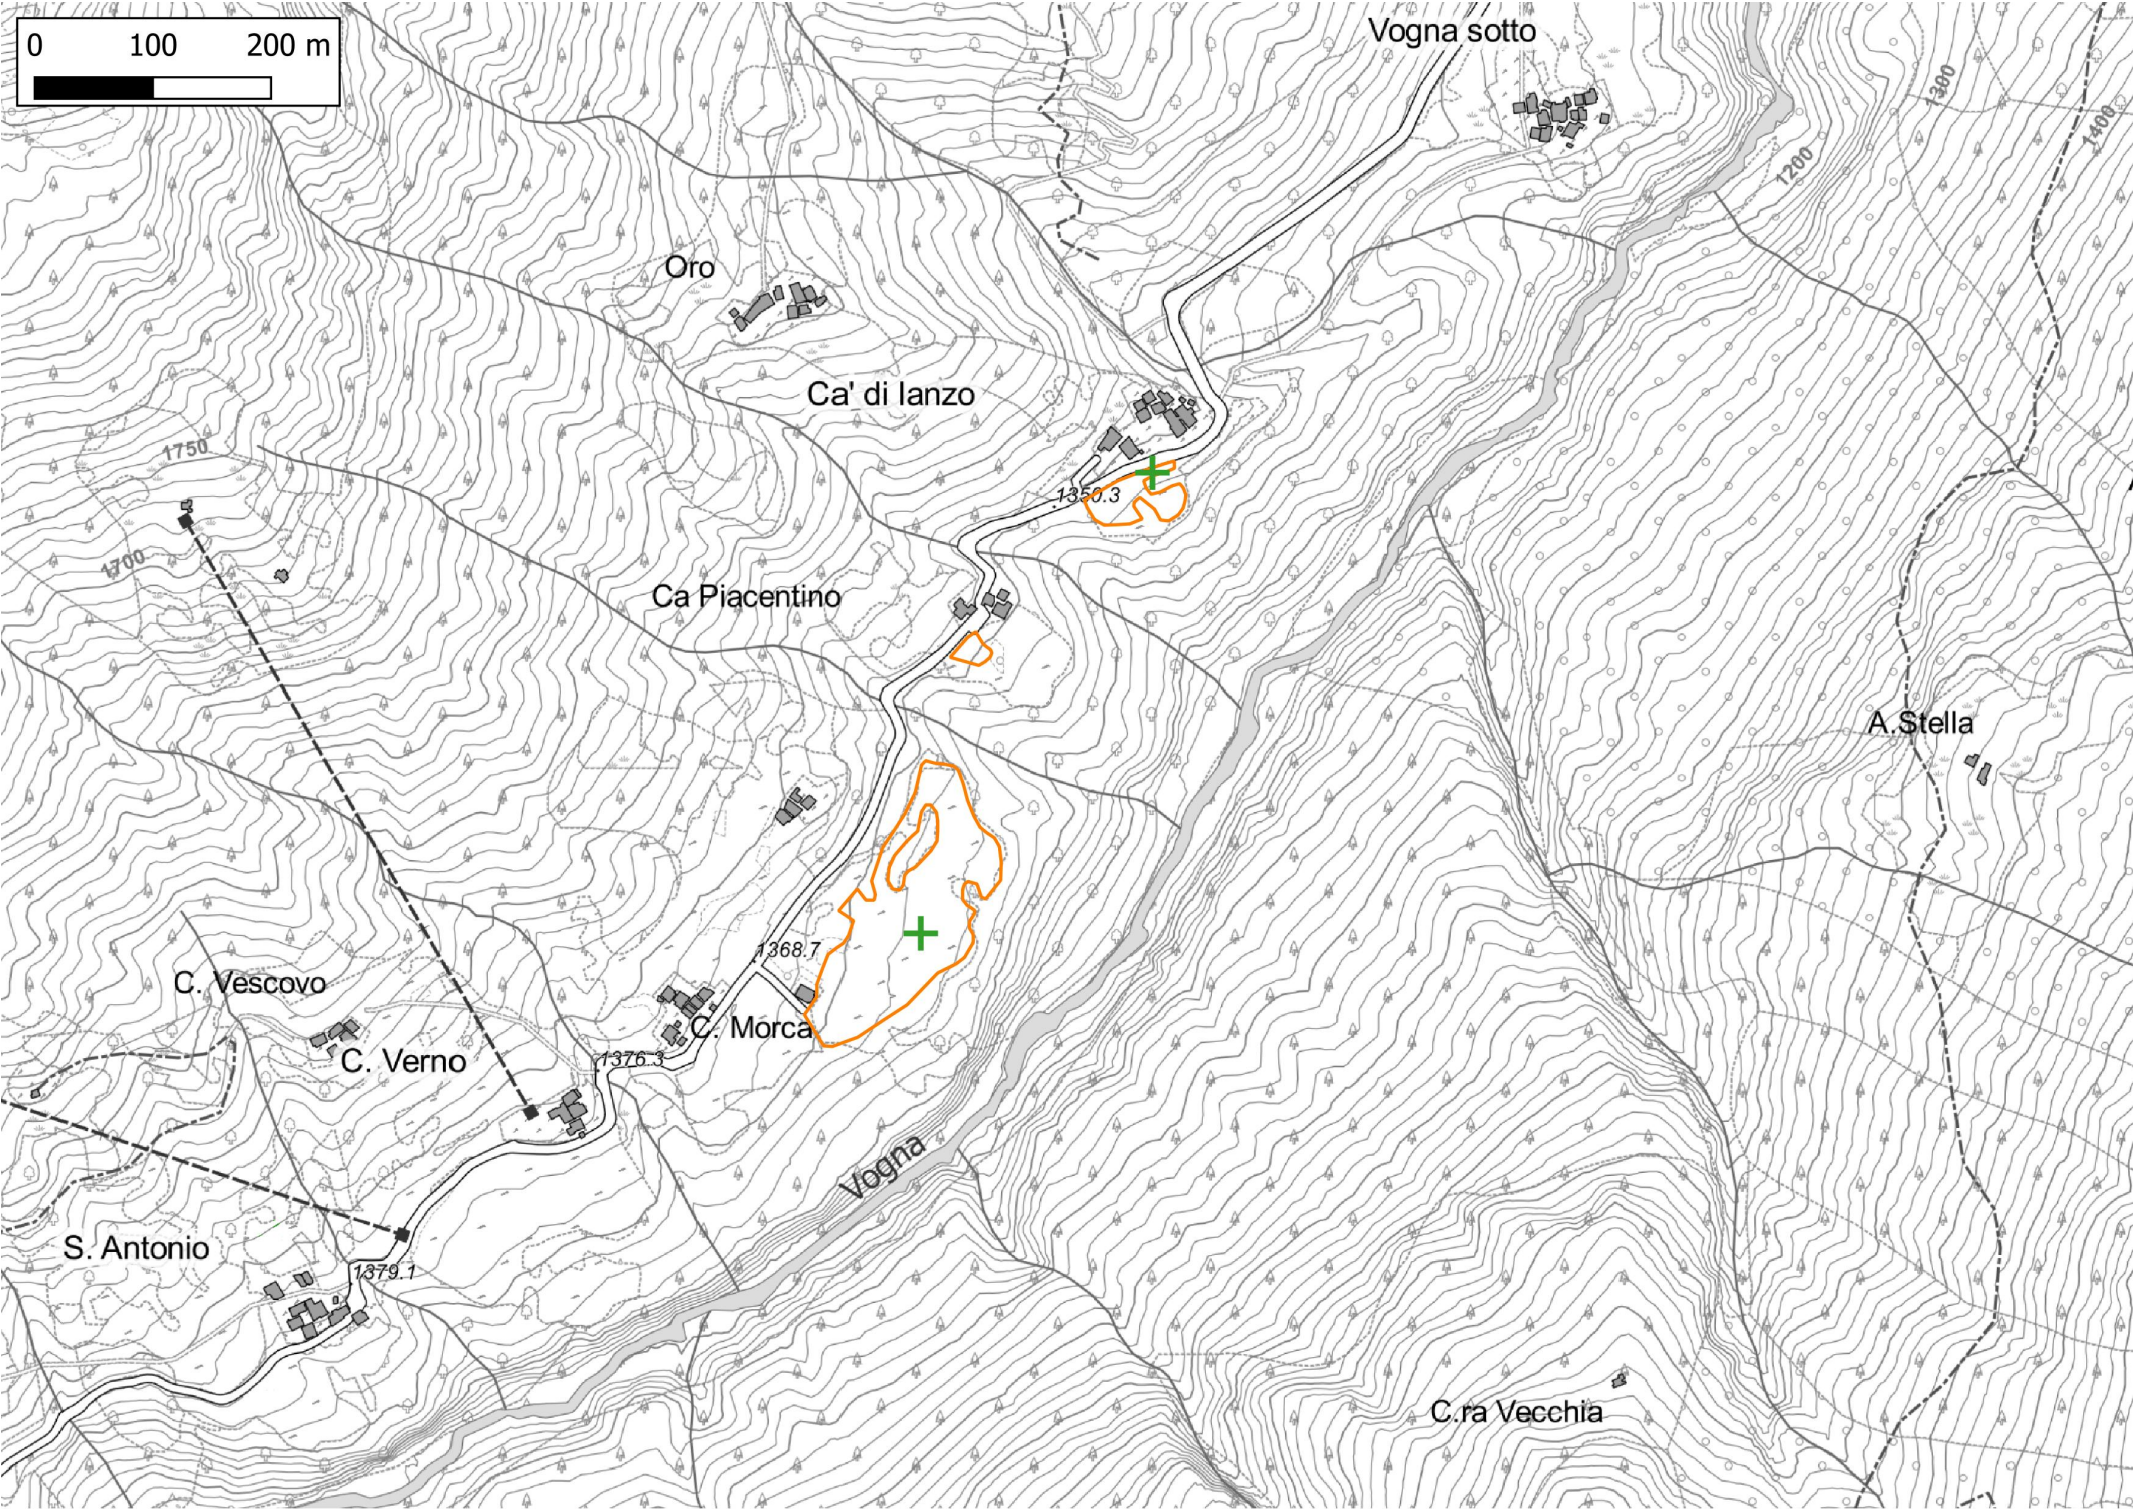 0 100 200 m
Vogna sotto
1300
1400
1200
Oro
Ca' di Ianzo
1750
1350.3
1700
Ca Piacentino
A.Stella
1368.7
C. Vescovo
C. Morca
C. Verno
1376.3
Vogna
S. Antonio
1379.1
C.ra Vecchia